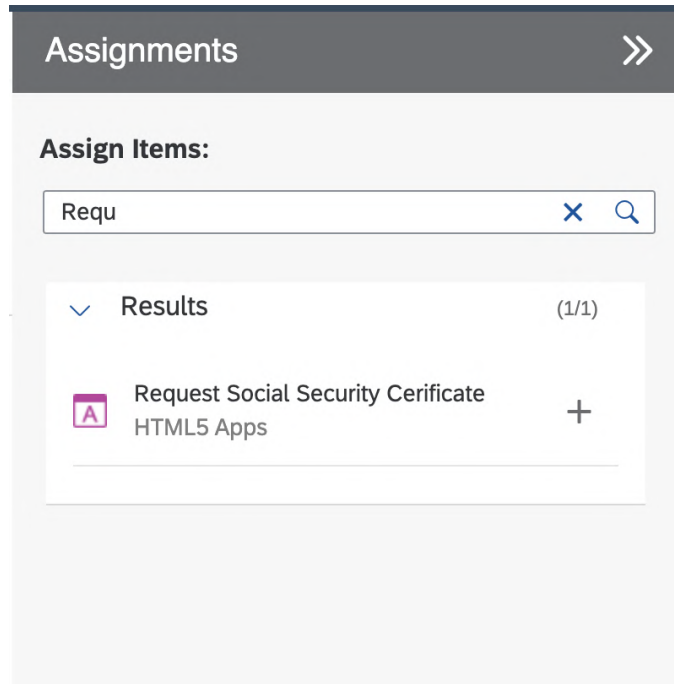 Assignments
Assign Items:
Requ
Results (1/1)
A
Request Social Security Cerificate
HTML5 Apps